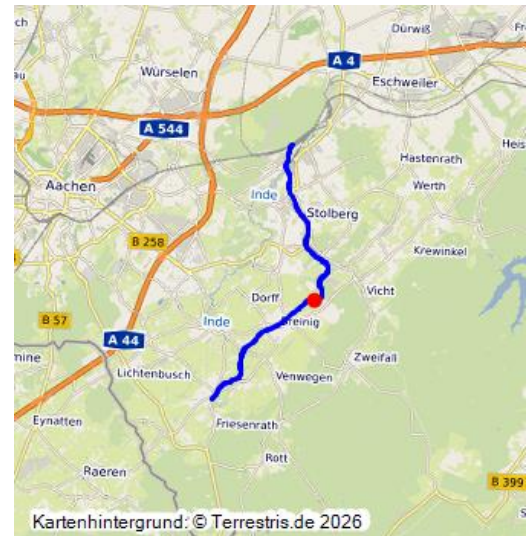 Dürwiß
A 4
Würselen
Eschweiler
A 544
Hastenrath
Aachen
Werth
Inde
Stolberg
B 258
Krewinkel
Dorff
Vicht
B 57
Inde
Breinig
A 44
Zweifall
Lichtenbusch
Venwegen
Eynatten
Friesenrath
Rott
Raeren
B 399
Kartenhintergrund: © Terrestris.de 2026